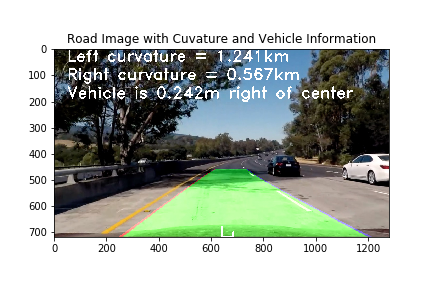 Road Image with Cuvature and Vehicle Information
Left curvature = 1.241km
Right curvature = 0.567km
Vehicle is 0.242m right of center
0
100
200
300
400
500
600
700
0 200 400 600 800 1000 1200